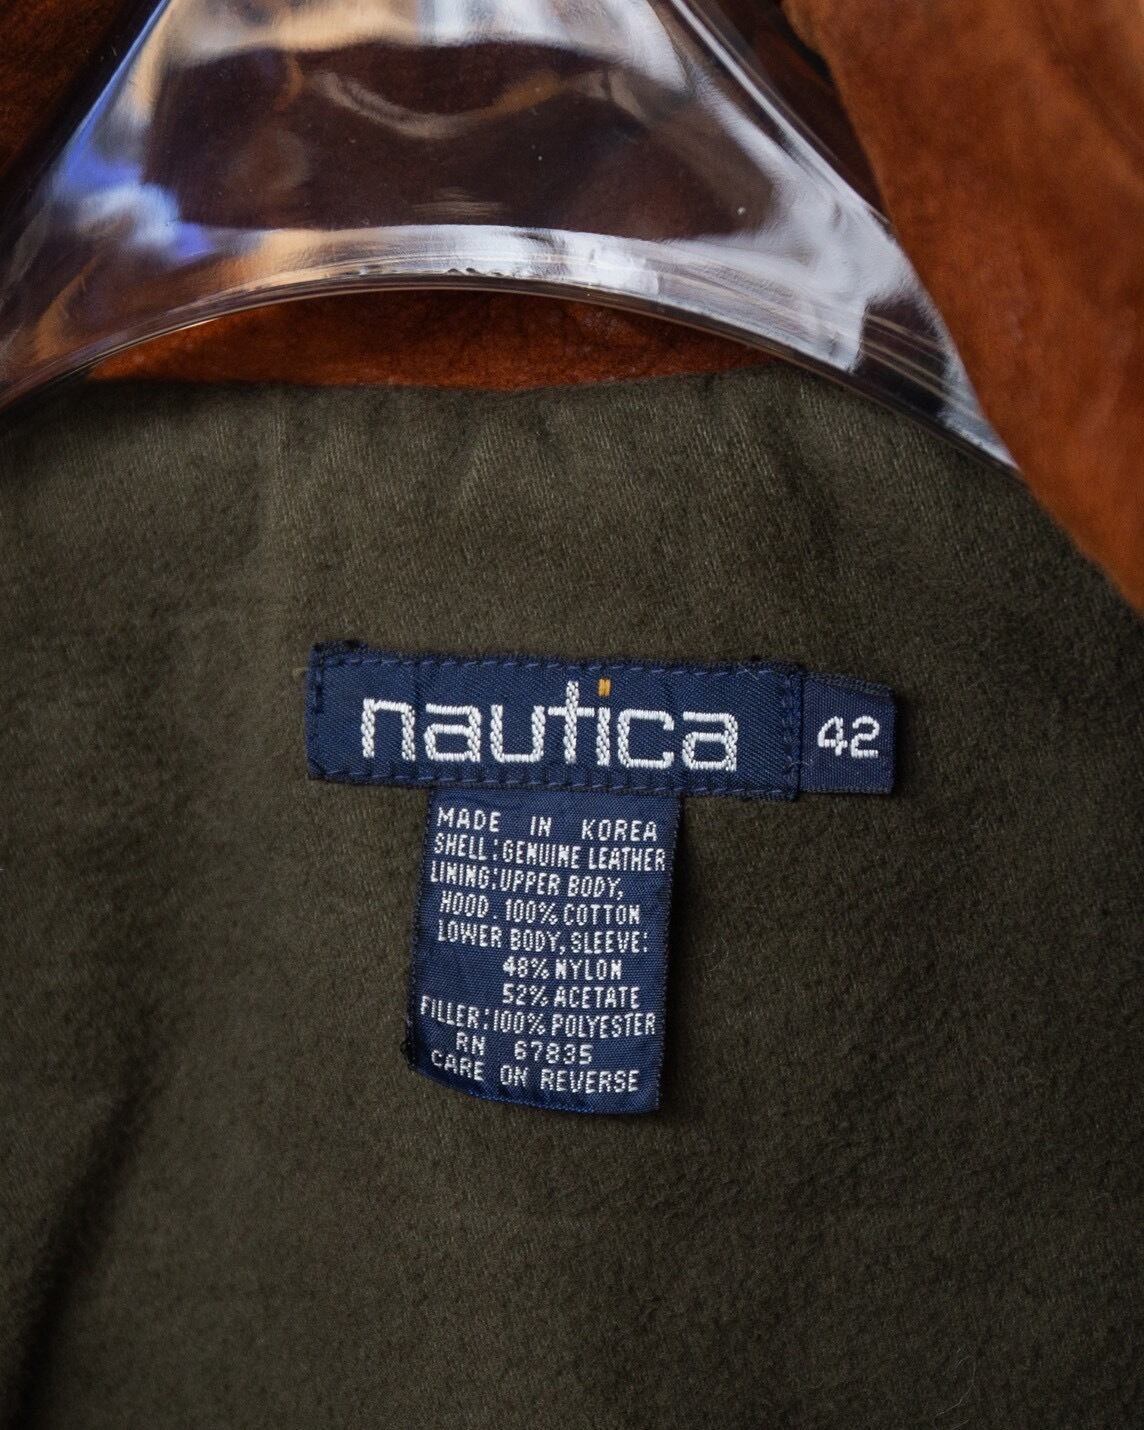 nautica 42
MADE IN KOREA
SHELL: GENUINE LEATHER
LINING: UPPER BODY,
HOOD. 100% COTTON
LOWER BODY, SLEEVE:
48% NYLON
52% ACETATE
FILLER: 100% POLYESTER
RN 67835
CARE ON REVERSE